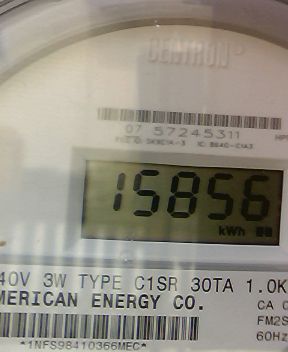 CENTRON®
07 57245311
15856
kWh
40V 3W TYPE C1SR 30TA 1.0K
MERICAN ENERGY CO.
CA 0
FM2S
60Hz
*1NFS98410366MEC*